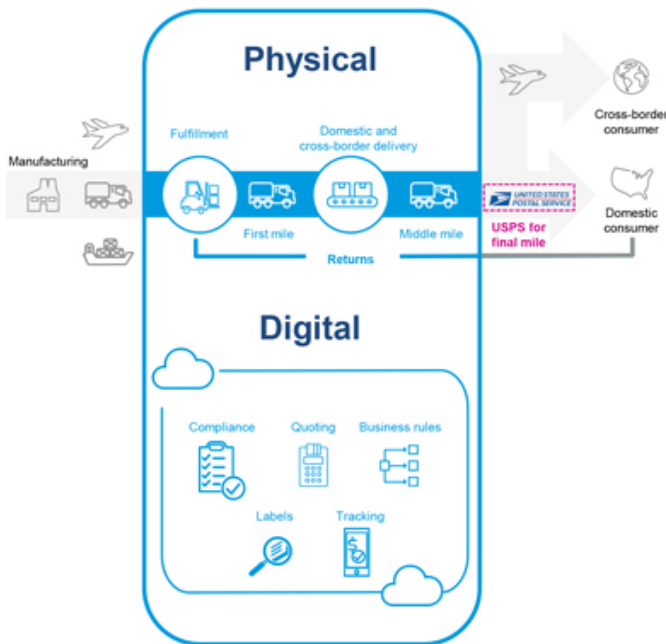 Physical
Fulfillment
Domestic and
cross-border delivery
Manufacturing
First mile
Middle mile
Returns
UNITED STATES
POSTAL SERVICE
USPS for
final mile
Cross-border
consumer
Domestic
consumer
Digital
Compliance
Quoting
Business rules
Labels
Tracking
$